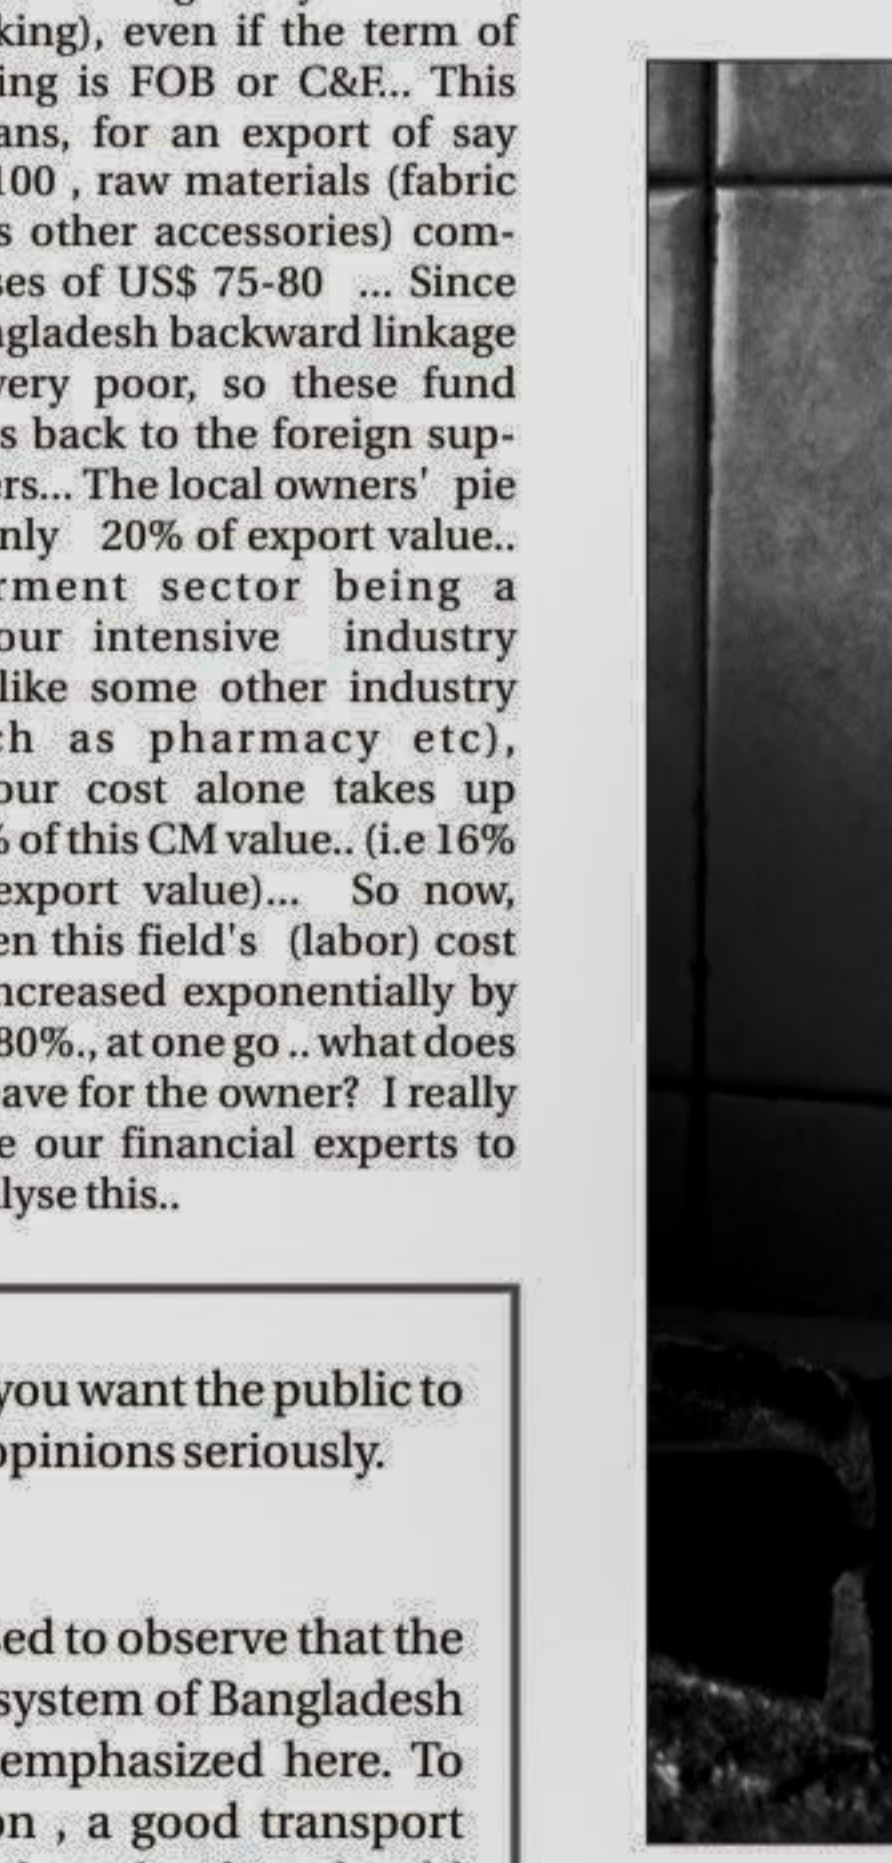 king), even if the term of
ing is FOB or C&F... This
ans, for an export of say
100 , raw materials (fabric
s other accessories) com-
ses of US$ 75-80 ... Since
ngladesh backward linkage
very poor, so these fund
s back to the foreign sup-
ers... The local owners' pie
nly 20% of export value..
rment sector being a
our intensive industry
like some other industry
ch as pharmacy etc),
our cost alone takes up
% of this CM value.. (i.e 16%
export value)... So now,
en this field's (labor) cost
ncreased exponentially by
80%., at one go .. what does
ave for the owner? I really
e our financial experts to
lyse this..
you want the public to
opinions seriously.
sed to observe that the
system of Bangladesh
emphasized here. To
on , a good transport